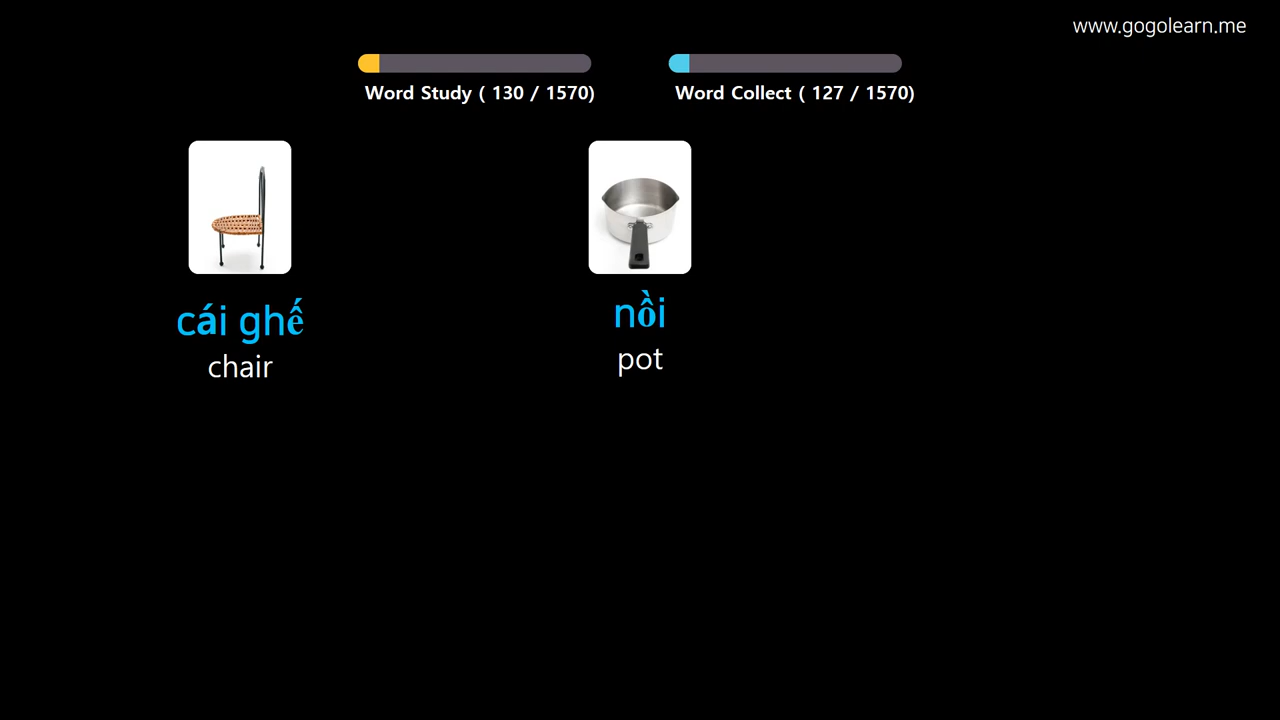 www.gogolearn.me
Word Study ( 130 / 1570)
Word Collect ( 127 / 1570)
cái ghế
chair
nồi
pot